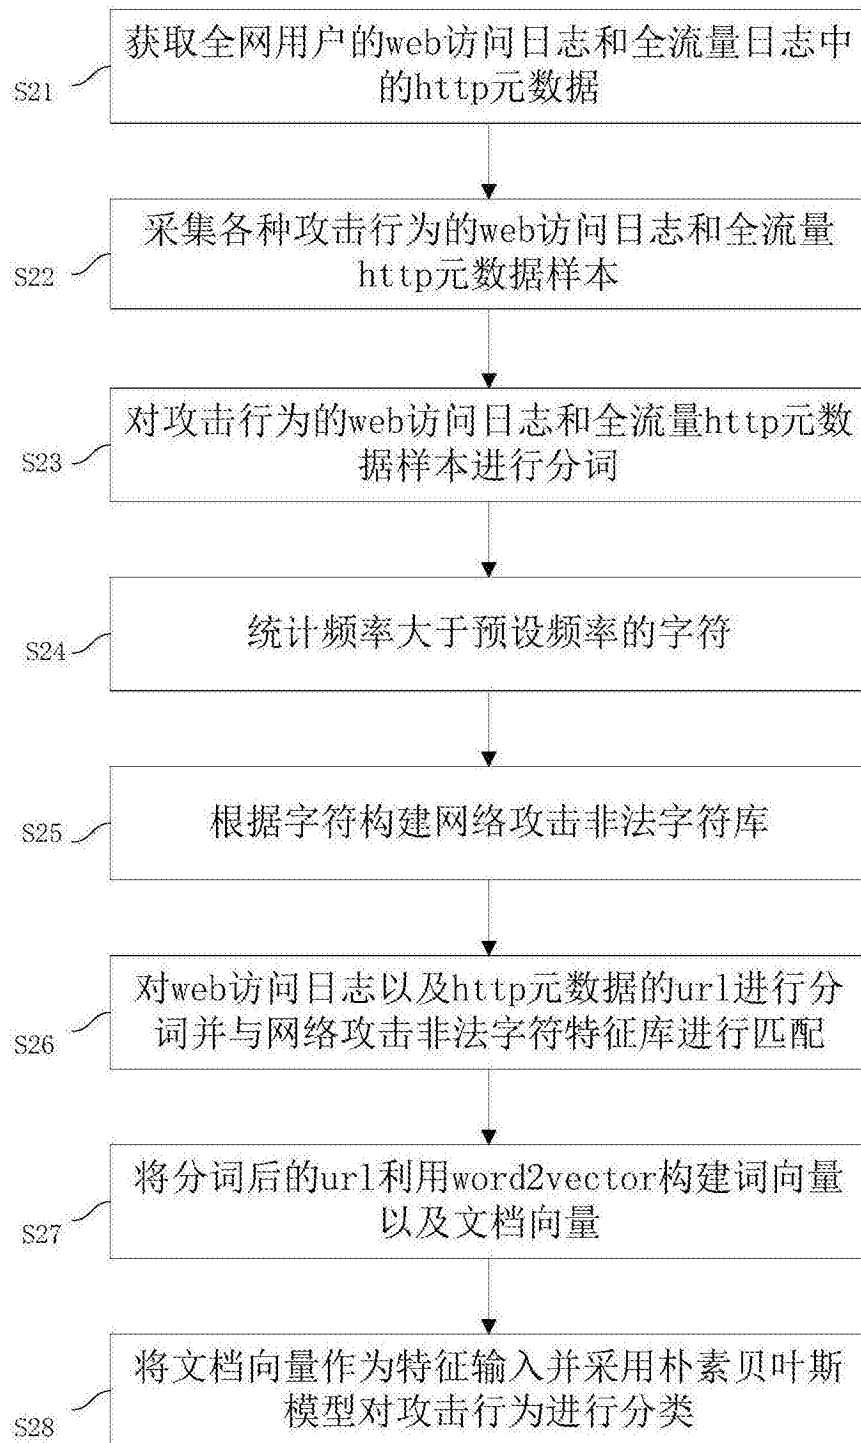 获取全网用户的web访问日志和全流量日志中
的http元数据
S21
采集各种攻击行为的web访问日志和全流量
http元数据样本
S22
对攻击行为的web访问日志和全流量http元数
据样本进行分词
S23
统计频率大于预设频率的字符
S24
根据字符构建网络攻击非法字符库
S25
对web访问日志以及http元数据的url进行分
词并与网络攻击非法字符特征库进行匹配
S26
将分词后的url利用word2vector构建词向量
以及文档向量
S27
将文档向量作为特征输入并采用朴素贝叶斯
模型对攻击行为进行分类
S28